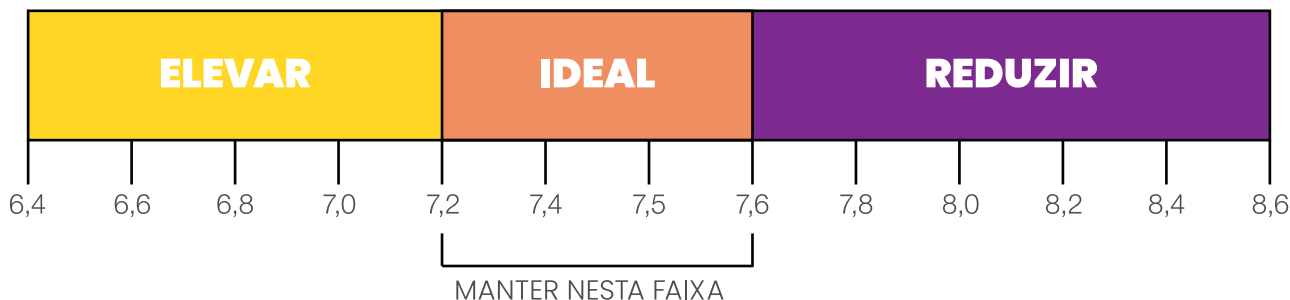 ELEVAR IDEAL REDUZIR
6,4 6,6 6,8 7,0 7,2 7,4 7,5 7,6 7,8 8,0 8,2 8,4 8,6
MANTER NESTA FAIXA